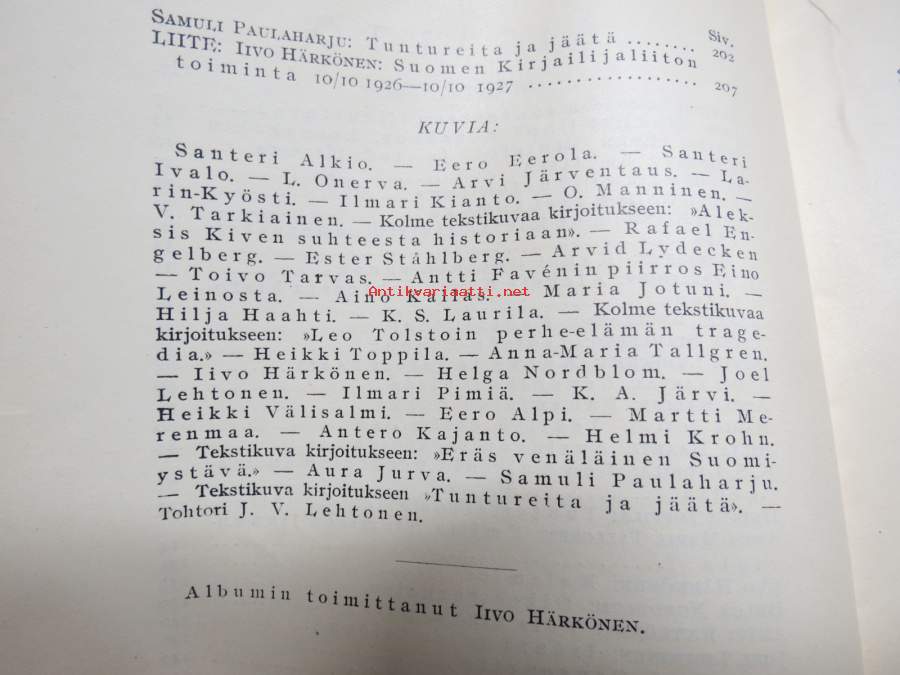 Siv.
SAMULI PAULAHARJU: Tuntureita ja jäätä ........ 202
LIITE: IIVO HÄRKÖNEN: Suomen Kirjailijaliiton
toiminta 10/10 1926—10/10 1927 .................. 207
KUVIA:
Santeri Alkio. — Eero Eerola. — Santeri
Ivalo. — L. Onerva. — Arvi Järventaus. — La-
rin-Kyösti. — Ilmari Kianto. — O. Manninen. —
V. Tarkiainen. — Kolme tekstikuvaa kirjoitukseen: »Alek-
sis Kiven suhteesta historiaan». — Rafael En-
gelberg. — Ester Ståhlberg. — Arvid Lydecken
— Toivo Tarvas. — Antti Favénin piirros Eino
Leinosta. — Aino Kallas. — Maria Jotuni. —
Antikvariaatti.net
Hilja Haahti. — K. S. Laurila. — Kolme tekstikuvaa
kirjoitukseen: »Leo Tolstoin perhe-elämän trage-
dia.» — Heikki Toppila. — Anna-Maria Tallgren.
— Iivo Härkönen. — Helga Nordblom. — Joel
Lehtonen. — Ilmari Pimiä. — K. A. Järvi. —
Heikki Välisalmi. — Eero Alpi. — Martti Me-
renmaa. — Antero Kajanto. — Helmi Krohn.
— Tekstikuva kirjoitukseen: »Eräs venäläinen Suomi-
ystävä.» — Aura Jurva. — Samuli Paulaharju.
— Tekstikuva kirjoitukseen »Tuntureita ja jäätä». —
Tohtori J. V. Lehtonen.
Albumin toimittanut IIVO HÄRKÖNEN.